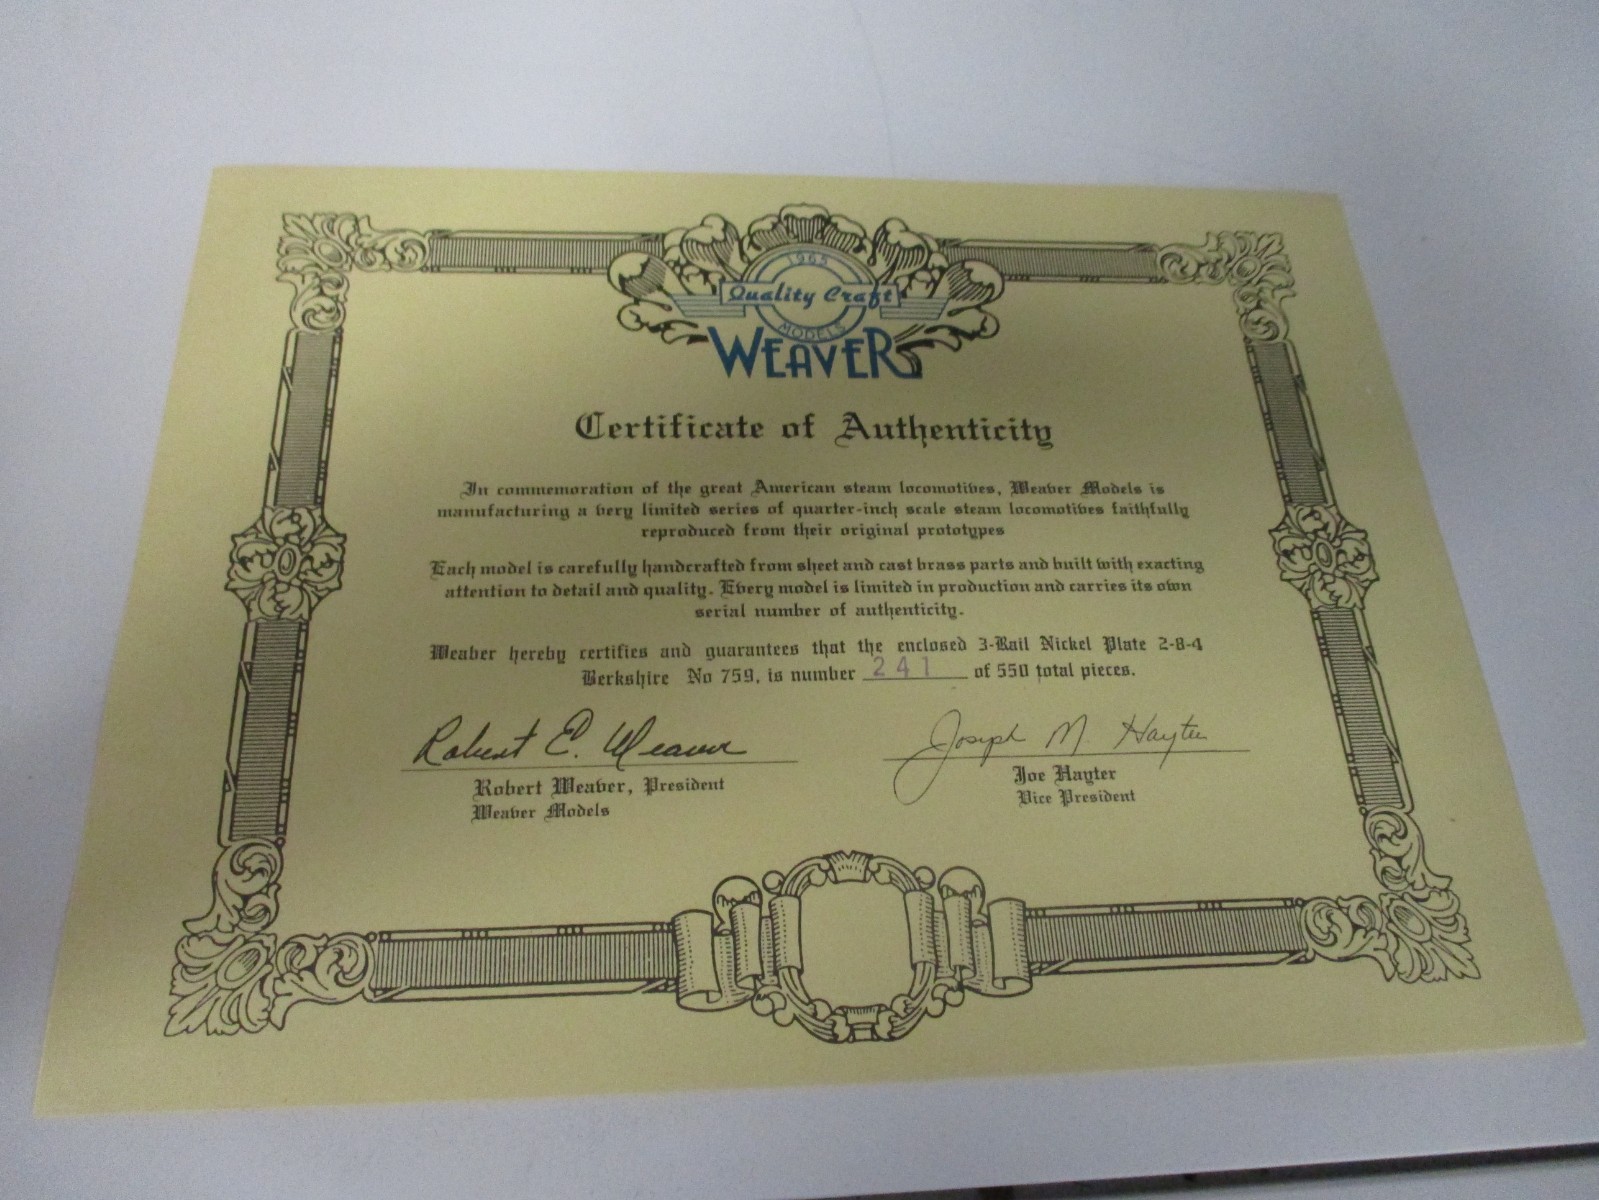 1965
Quality Craft
MODELS
WEAVER
Certificate of Authenticity
In commemoration of the great American steam locomotives, Weaver Models is
manufacturing a very limited series of quarter-inch scale steam locomotives faithfully
reproduced from their original prototypes
Each model is carefully handcrafted from sheet and cast brass parts and built with exacting
attention to detail and quality. Every model is limited in production and carries its own
serial number of authenticity.
Weaver hereby certifies and guarantees that the enclosed 3-Rail Nickel Plate 2-8-4
Berkshire No 759, is number 241 of 550 total pieces.
Robert E. Weaver
Joseph M. Hayter
Robert Weaver, President
Weaver Models
Joe Hayter
Vice President